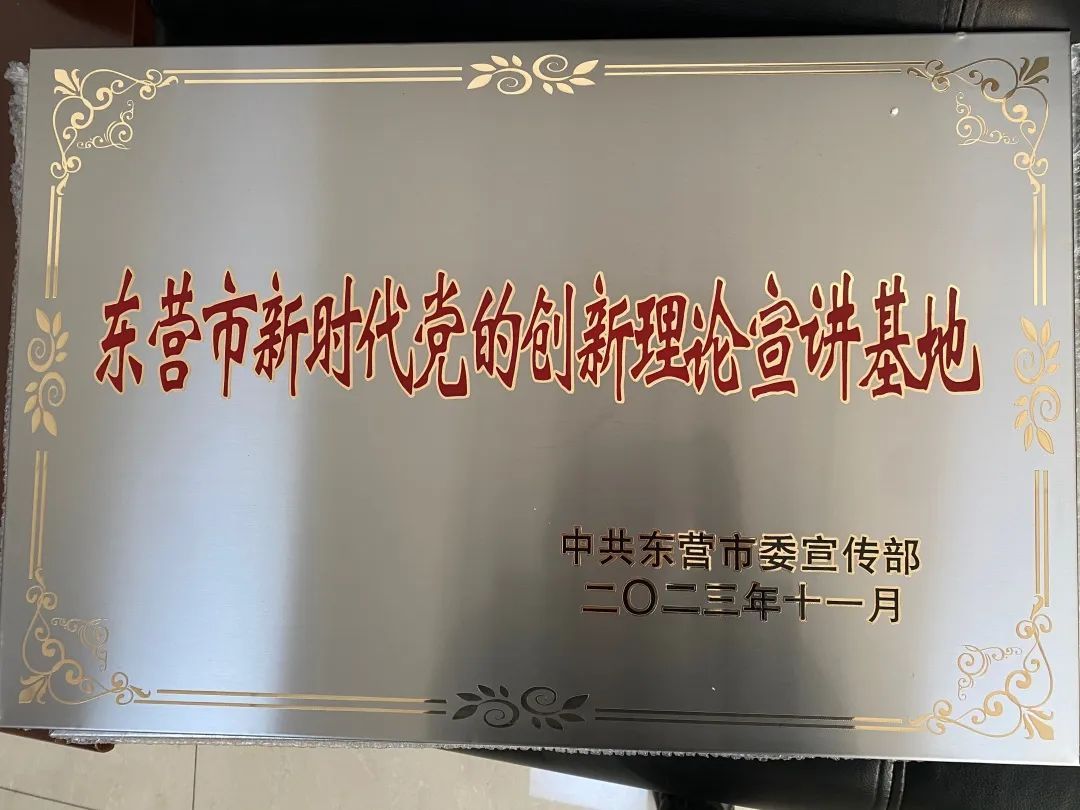 东营市新时代党的创新理论宣讲基地
中共东营市委宣传部
二〇二三年十一月